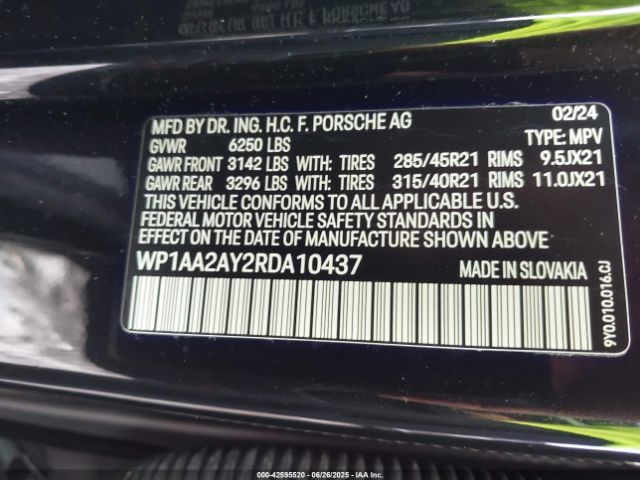 MFD BY DR. ING. H.C. F. PORSCHE AG 02/24
GVWR 6250 LBS TYPE: MPV
GAWR FRONT 3142 LBS WITH: TIRES 285/45R21 RIMS 9.5JX21
GAWR REAR 3296 LBS WITH: TIRES 315/40R21 RIMS 11.0JX21
THIS VEHICLE CONFORMS TO ALL APPLICABLE U.S.
FEDERAL MOTOR VEHICLE SAFETY STANDARDS IN
EFFECT ON THE DATE OF MANUFACTURE SHOWN ABOVE
WP1AA2AY2RDA10437 MADE IN SLOVAKIA
9Y0.010.016.CJ
000-42595520 | 06/26/2025 - IAA Inc.